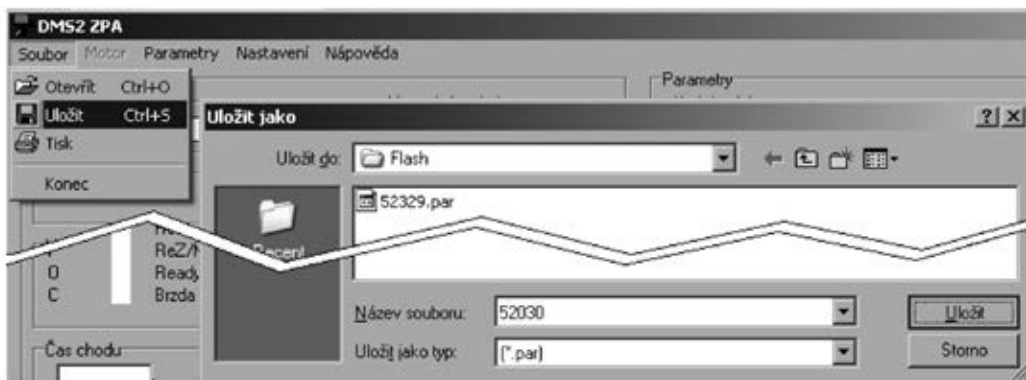 DMS2 ZPA
Soubor Motor Parametry Nastavení Nápověda
Otevřít Ctrl+O
Uložit Ctrl+S
Tisk
Konec
Parametry
Uložit jako
Uložit do: Flash
52329.par
Recent
ReZ/
O Ready
C Brzda
Název souboru: 52030 Uložit
Uložit jako typ: (*.par) Storno
Čas chodu